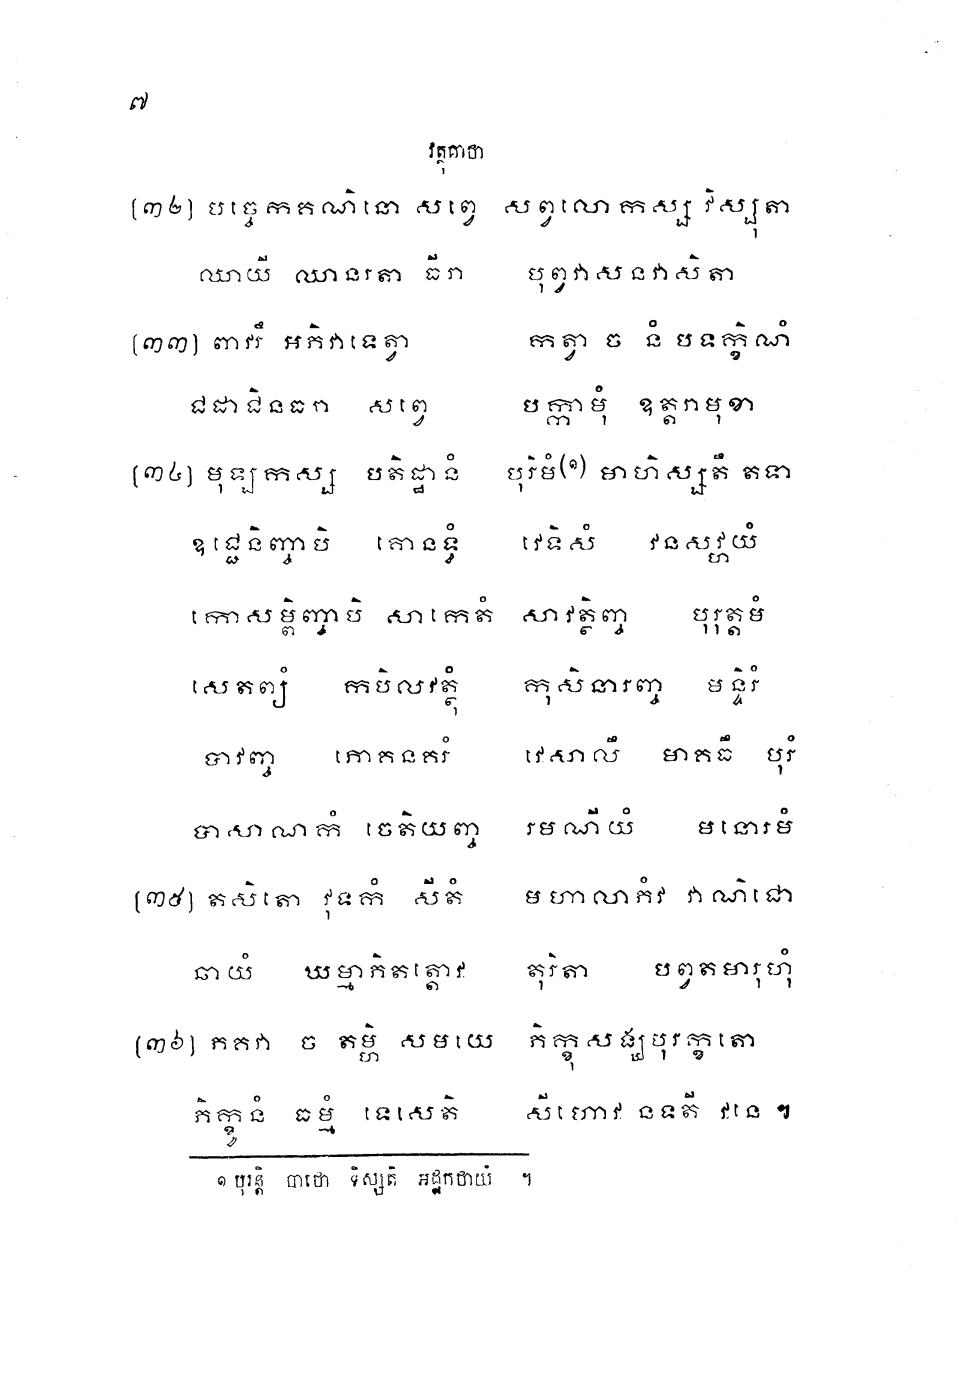 ៧
វត្ថុគាថា
(៣២) បច្ចេកគណិនោ សព្វេ សព្វលោកស្ស វិស្សុតា
ឈាយី ឈានរតា ធីរា បុព្វវាសនវាសិតា
(៣៣) ពាវរឹ អភិវាទេត្វា កត្វា ច នំ បទក្ខិណំ
ជដាជិនធរា សព្វេ បក្កាមុំ ឧត្តរាមុខា
(៣៤) មុឡ្ហកស្ស បតិដ្ឋានំ បុរិមំ(១) មាហិស្សតឹ តទា
ឧជ្ជេនិញ្ចាបិ គោនទ្ធំ វេទិសំ វនសវ្ហយំ
កោសម្ពិញ្ចាបិ សាកេតំ សាវត្ថិញ្ច បុរុត្តមំ
សេតព្យំ កបិលវត្ថុំ កុសិនារញ្ច មន្ទិរំ
បាវញ្ច ភោគនគរំ វេសាលឹ មាគធំ បុរំ
បាសាណកំ ចេតិយញ្ច រមណីយំ មនោរមំ
(៣៥) តសិតោ វុទកំ សីតំ មហាលាភំវ វាណិជោ
ឆាយំ ឃម្មាភិតត្តោវ តុរិតា បព្វតមារុហុំ
(៣៦) ភគវា ច តម្ហិ សមយេ ភិក្ខុសង្ឃបុរក្ខតោ
ភិក្ខូនំ ធម្មំ ទេសេតិ សីហោវ នទតី វនេ ។
១ បុរន្តិ បាថោ ទិស្សតិ អដ្ឋកថាយំ ។